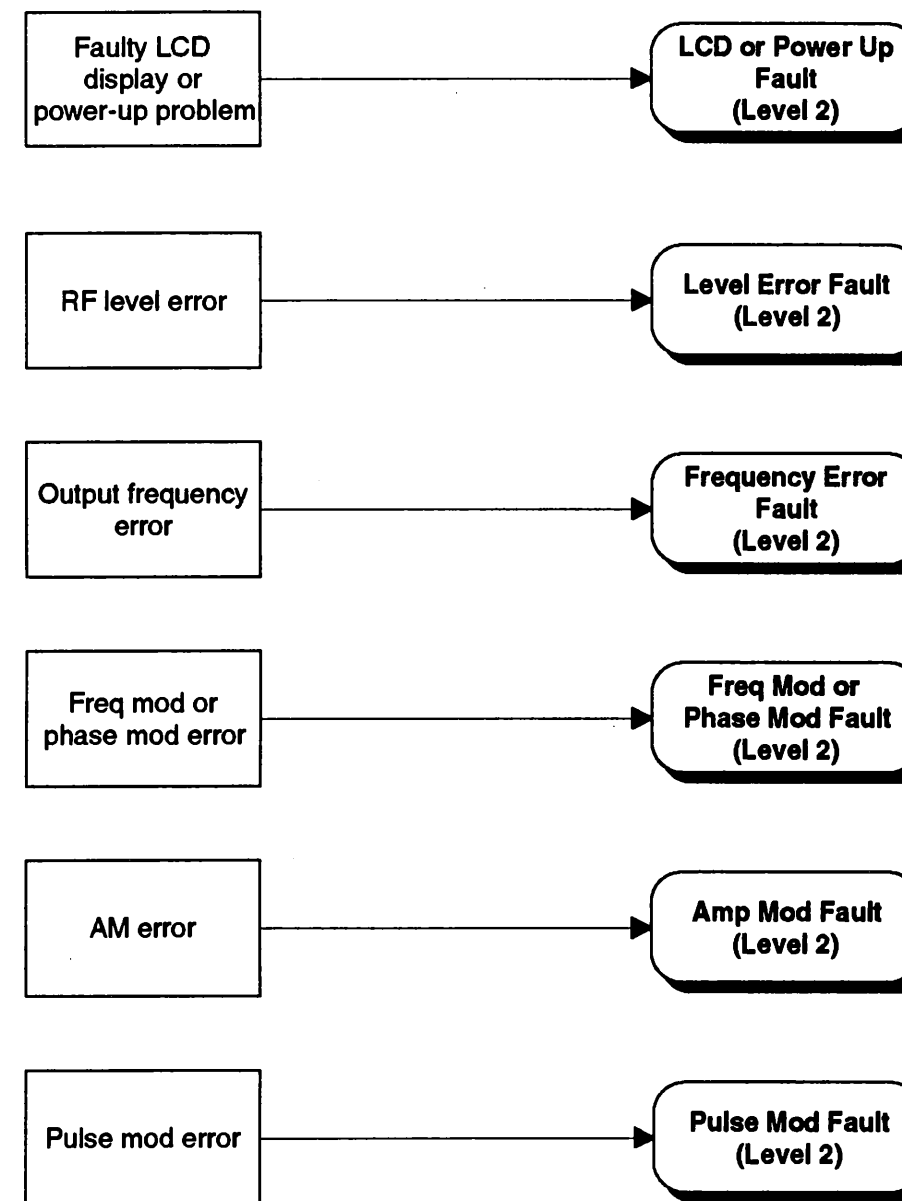 Faulty LCD
display or
power-up problem
LCD or Power Up
Fault
(Level 2)
RF level error
Level Error Fault
(Level 2)
Output frequency
error
Frequency Error
Fault
(Level 2)
Freq mod or
phase mod error
Freq Mod or
Phase Mod Fault
(Level 2)
AM error
Amp Mod Fault
(Level 2)
Pulse mod error
Pulse Mod Fault
(Level 2)